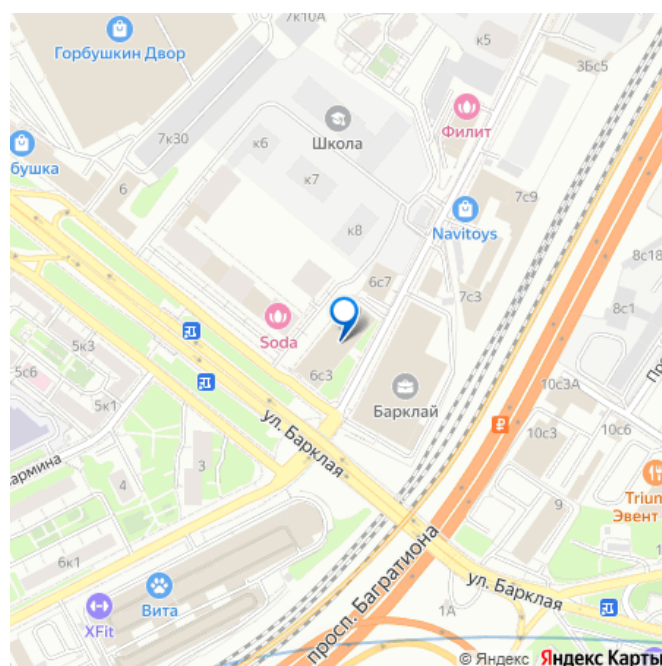 7к10А
к5
Горбушкин Двор
3Бс5
Школа
Филит
7к30
к6
бушка
6
к7
7с9
Navitoys
к8
8с18
6с7
7с3
8с1
Soda
5к3
5с6
6с3
Барклай
10с3А
5к1
ул. Барклая
10с3
10с6
армина
3
4
Triun
Эвент
9
6к1
просп. Багратиона
ул. Барклая
Вита
XFit
1А
© Яндекс Яндекс Карты